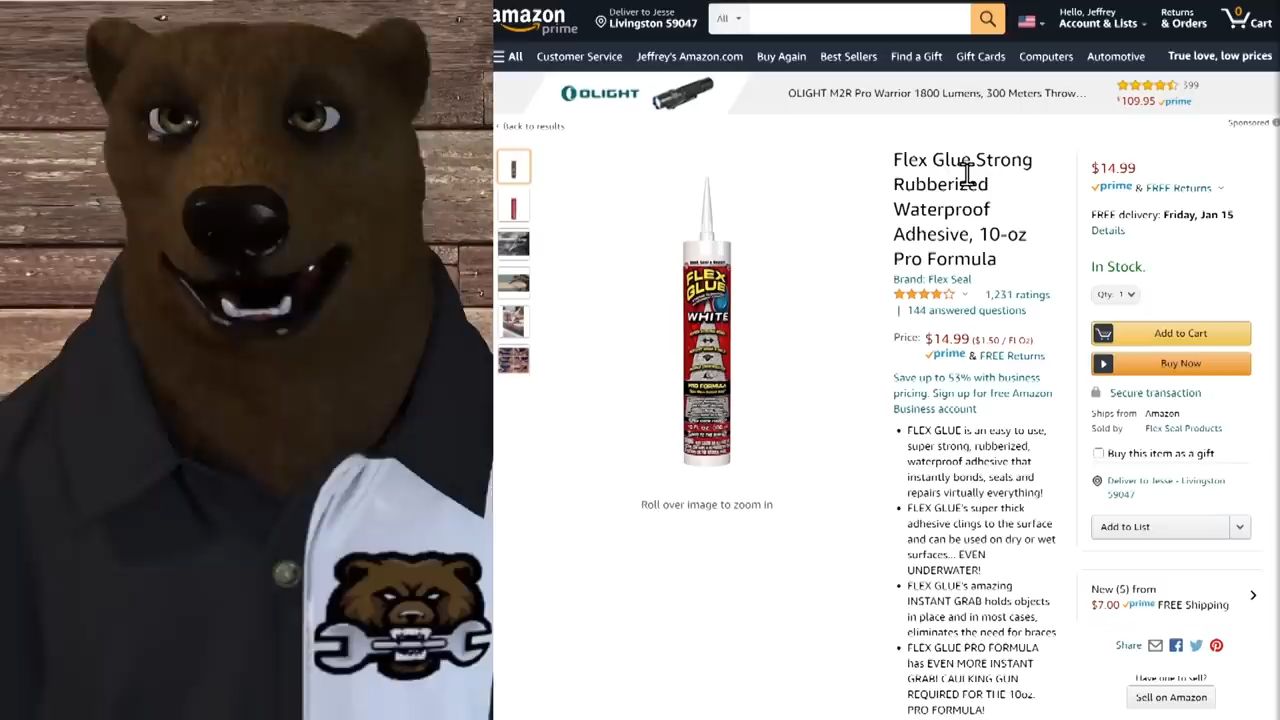 amazon
prime
Deliver to Jesse
Livingston 59047
All
Hello, Jeffrey
Account & Lists
Returns
& Orders
0
Cart
All
Customer Service
Jeffrey's Amazon.com
Buy Again
Best Sellers
Find a Gift
Gift Cards
Computers
Automotive
True love, low prices
OLIGHT
OLIGHT M2R Pro Warrior 1800 Lumens, 300 Meters Throw...
399
$109.95 prime
‹ Back to results
Sponsored
Flex Glue Strong
Rubberized
Waterproof
Adhesive, 10-oz
Pro Formula
Brand: Flex Seal
1,231 ratings
| 144 answered questions
Price: $14.99 ($1.50 / Fl Oz)
prime & FREE Returns
Save up to 53% with business
pricing. Sign up for free Amazon
Business account
• FLEX GLUE is an easy to use,
super strong, rubberized,
waterproof adhesive that
instantly bonds, seals and
repairs virtually everything!
• FLEX GLUE's super thick
adhesive clings to the surface
and can be used on dry or wet
surfaces... EVEN
UNDERWATER!
• FLEX GLUE's amazing
INSTANT GRAB holds objects
in place and in most cases,
eliminates the need for braces
• FLEX GLUE PRO FORMULA
has EVEN MORE INSTANT
GRAB! CAULKING GUN
REQUIRED FOR THE 10oz.
PRO FORMULA!
FLEX
GLUE
WHITE
PRO FORMULA
Roll over image to zoom in
$14.99
prime & FREE Returns
FREE delivery: Friday, Jan 15
Details
In Stock.
Qty: 1
Add to Cart
Buy Now
Secure transaction
Ships from Amazon
Sold by Flex Seal Products
Buy this item as a gift
Deliver to Jesse - Livingston
59047
Add to List
New (5) from
$7.00 prime FREE Shipping
Share
Have one to sell?
Sell on Amazon